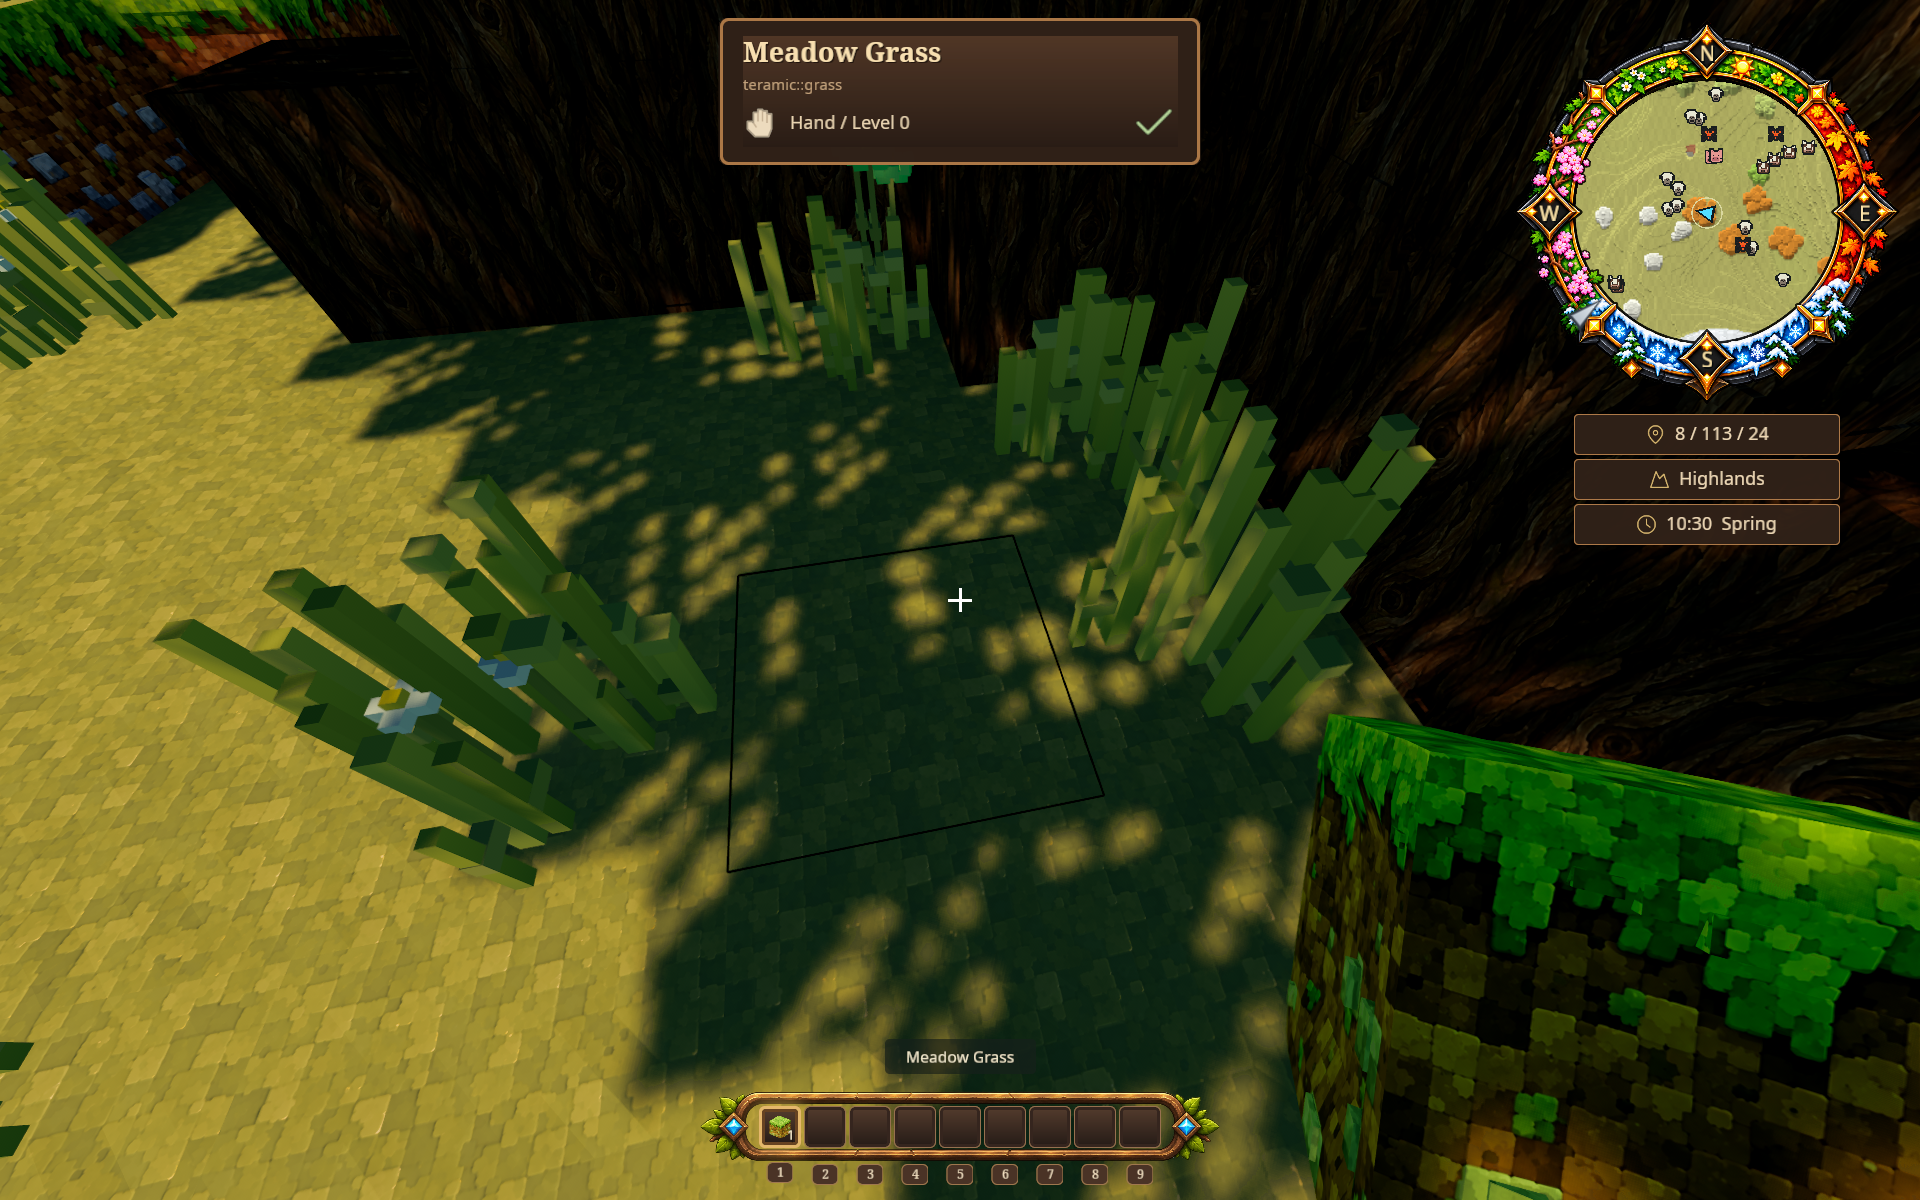 Meadow Grass
teramic::grass
Hand / Level 0
N
W
E
S
8 / 113 / 24
Highlands
10:30 Spring
Meadow Grass
1
1 2 3 4 5 6 7 8 9